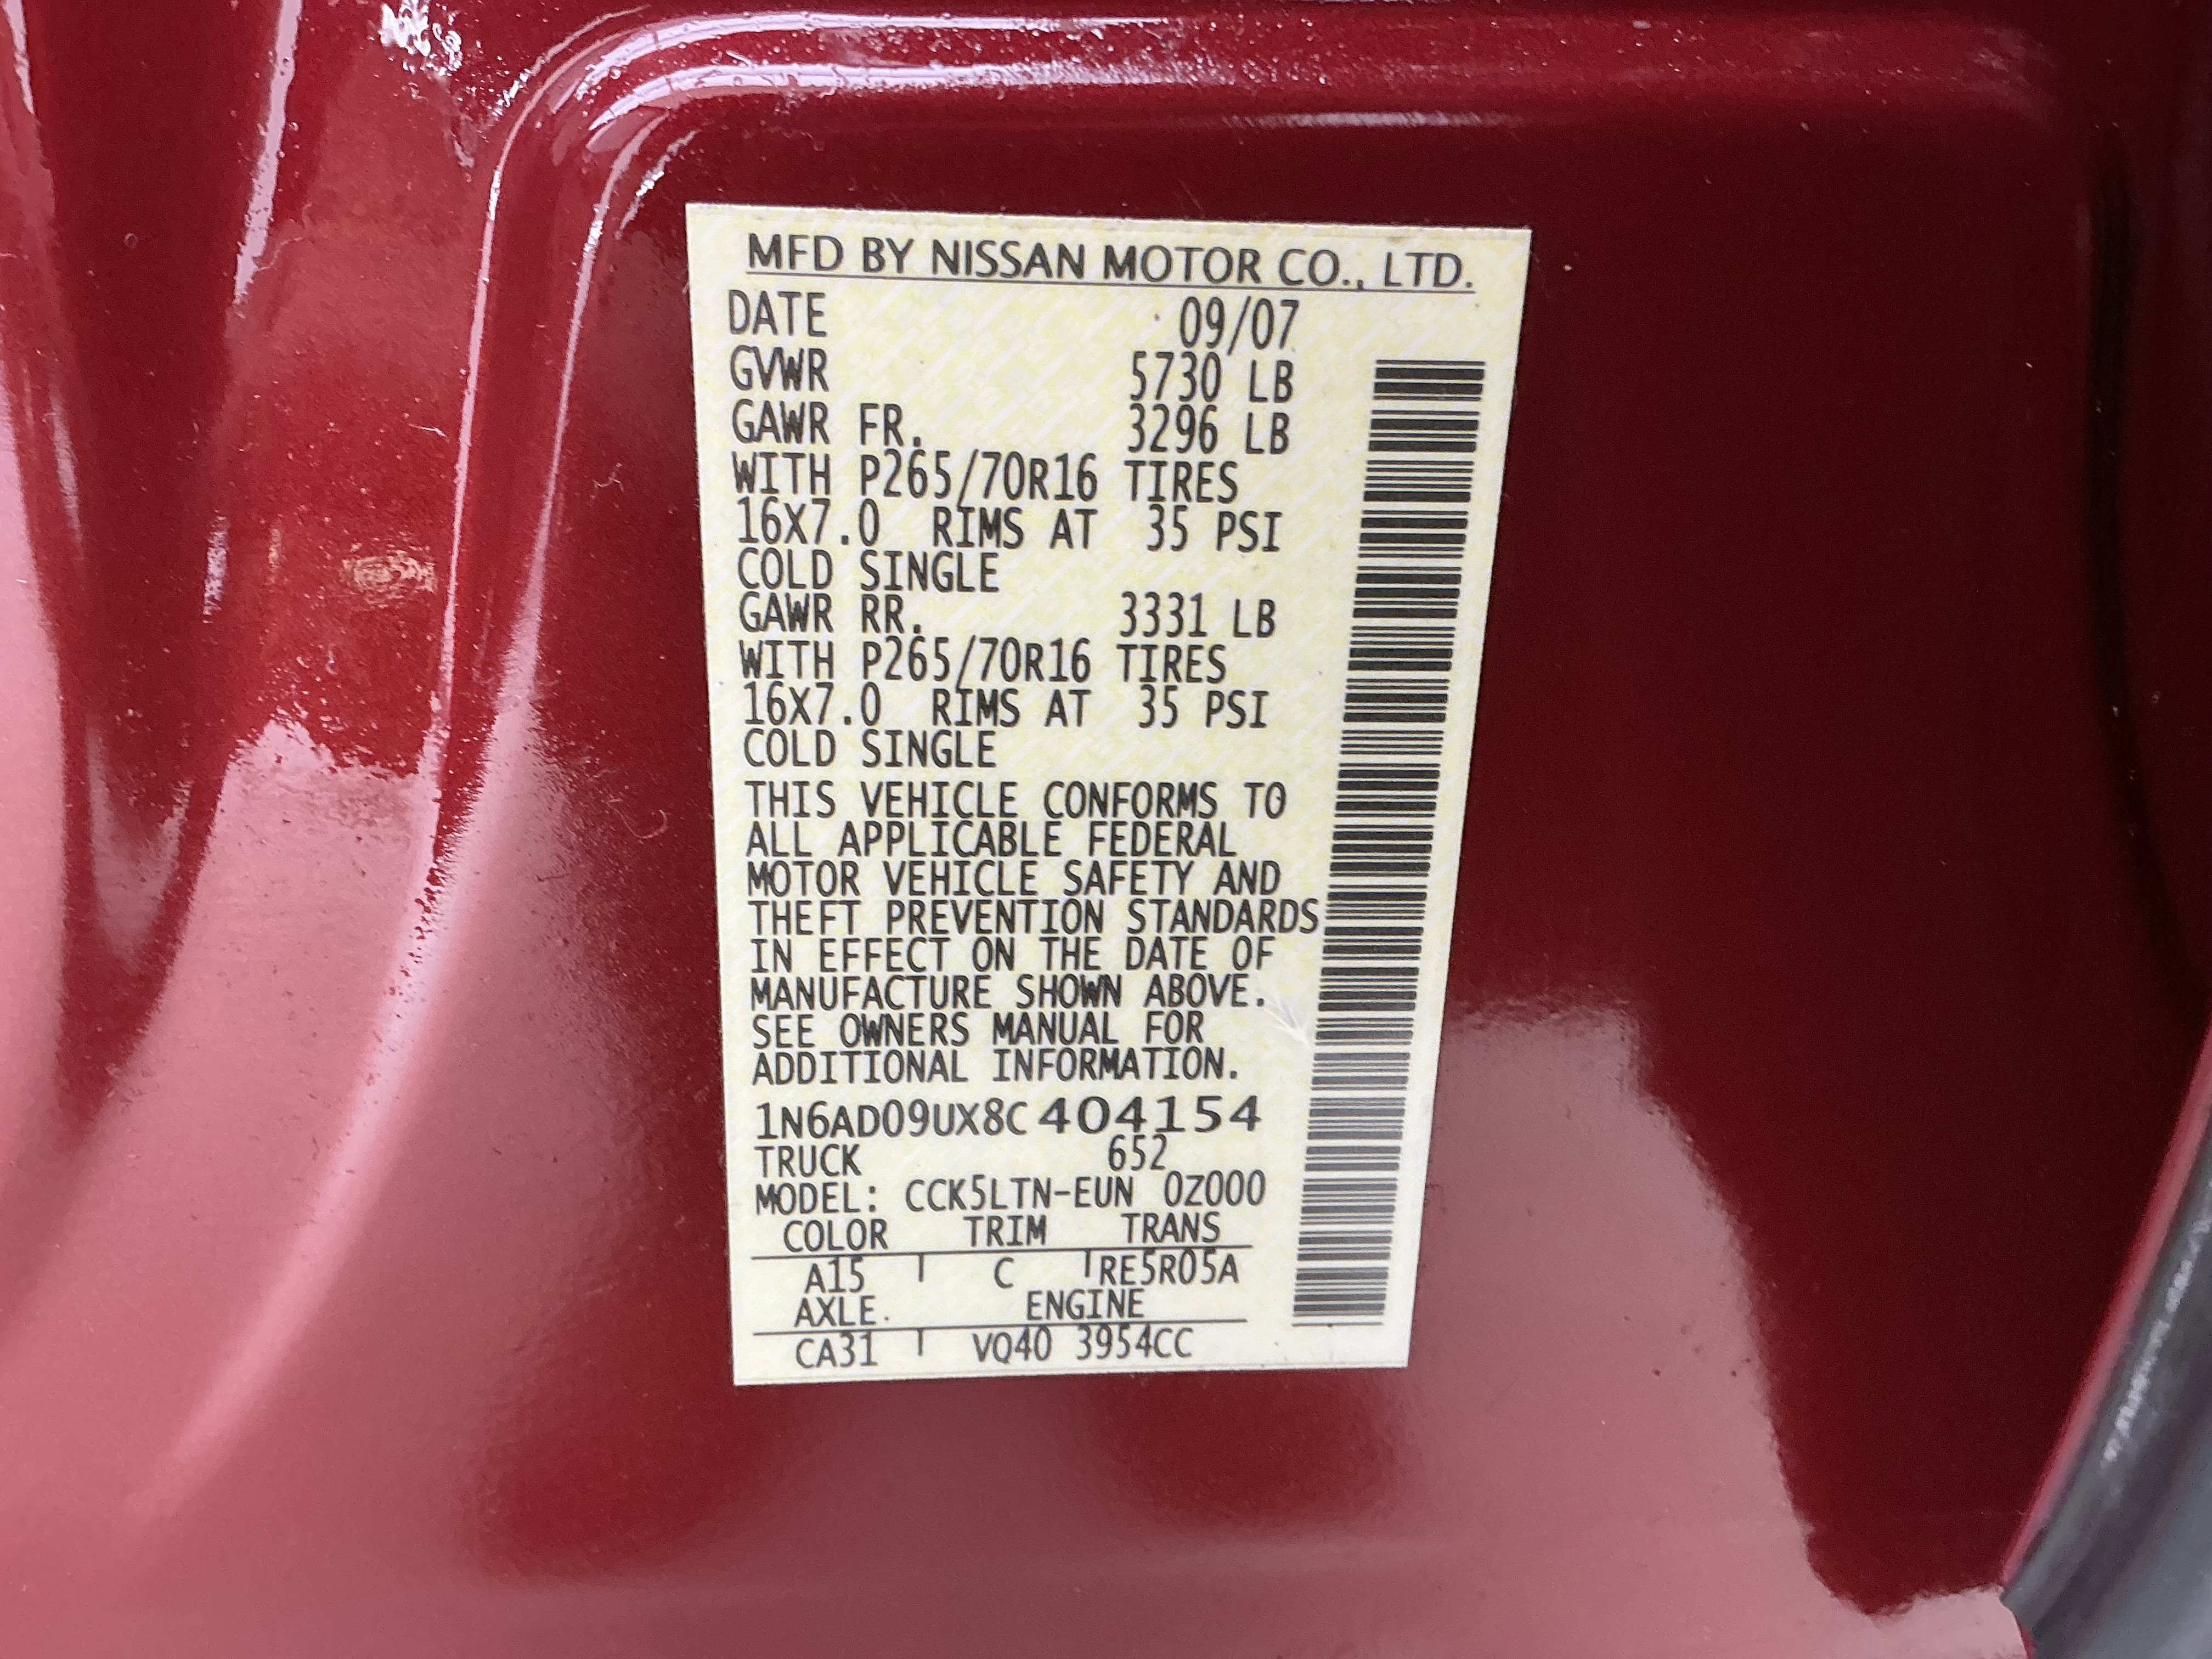 MFD BY NISSAN MOTOR CO., LTD.
DATE 09/07
GVWR 5730 LB
GAWR FR. 3296 LB
WITH P265/70R16 TIRES
16X7.0 RIMS AT 35 PSI
COLD SINGLE
GAWR RR. 3331 LB
WITH P265/70R16 TIRES
16X7.0 RIMS AT 35 PSI
COLD SINGLE
THIS VEHICLE CONFORMS TO
ALL APPLICABLE FEDERAL
MOTOR VEHICLE SAFETY AND
THEFT PREVENTION STANDARDS
IN EFFECT ON THE DATE OF
MANUFACTURE SHOWN ABOVE.
SEE OWNERS MANUAL FOR
ADDITIONAL INFORMATION.
1N6AD09UX8C404154
TRUCK 652
MODEL: CCK5LTN-EUN 0Z000
COLOR TRIM TRANS
A15 C RE5R05A
AXLE ENGINE
CA31 VQ40 3954CC